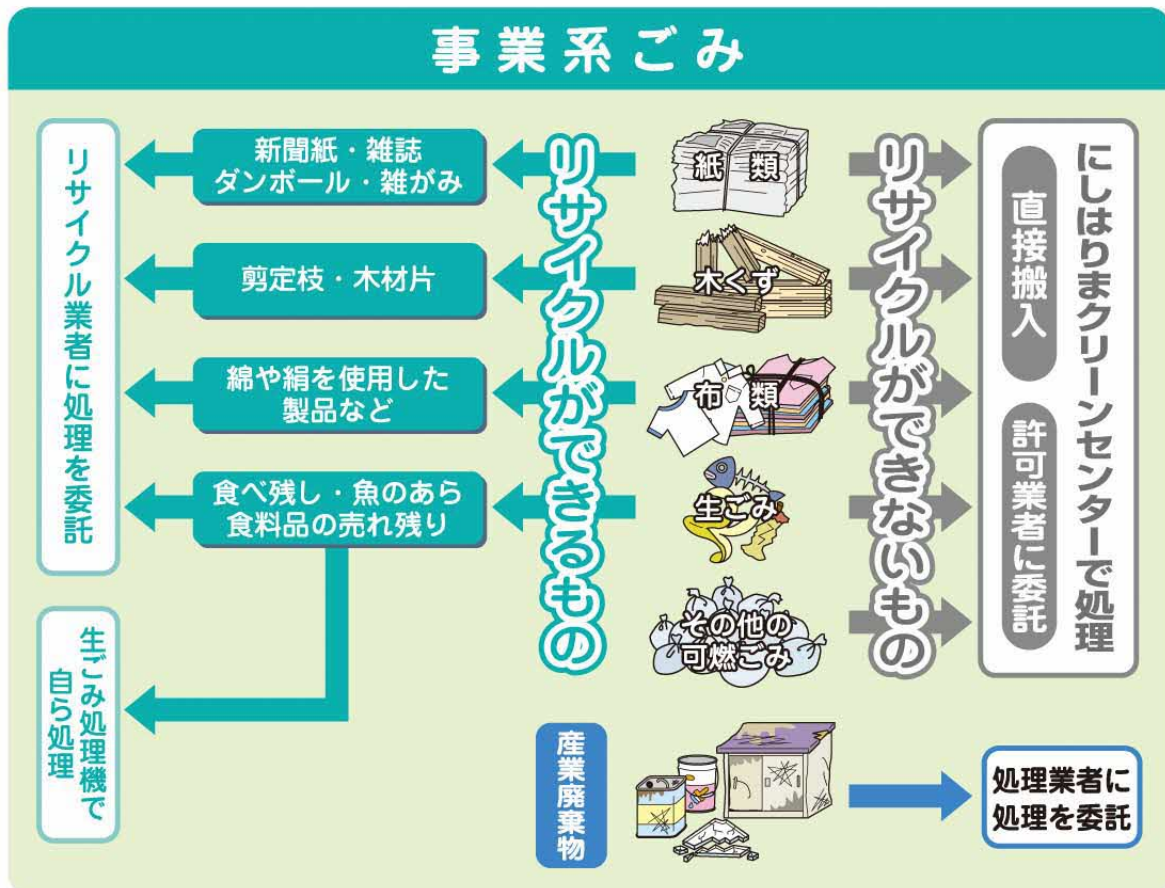 事業系ごみ
リサイクル業者に処理を委託
新聞紙・雑誌
ダンボール・雑がみ
剪定枝・木材片
綿や絹を使用した
製品など
食べ残し・魚のあら
食料品の売れ残り
生ごみ処理機で
自ら処理
リサイクルができるもの
紙類
木くず
布類
生ごみ
その他の
可燃ごみ
リサイクルができないもの
にしはりまクリーンセンターで処理
直接搬入
許可業者に委託
産業廃棄物
処理業者に
処理を委託